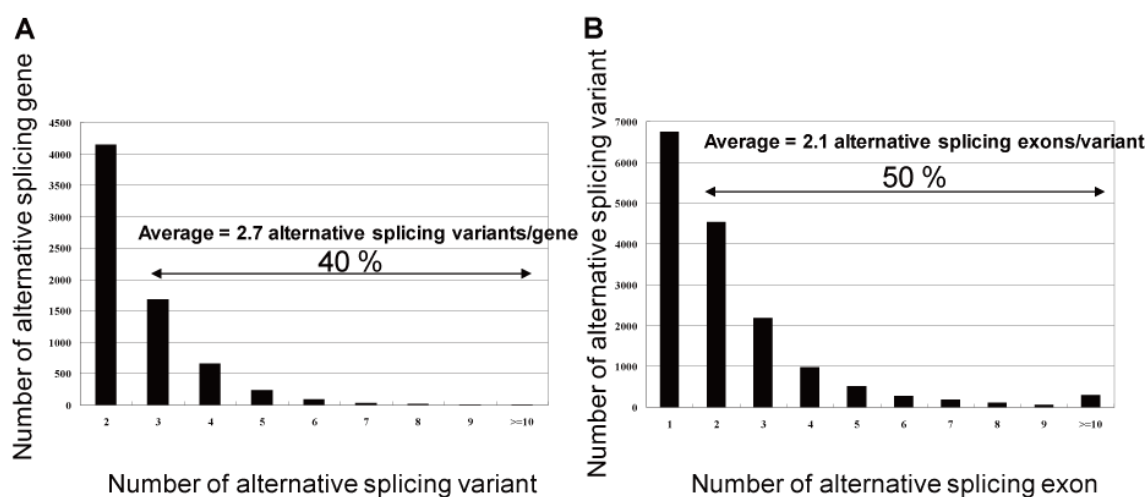 A
Number of alternative splicing gene
4500
4000
3500
3000
2500
2000
1500
1000
500
0
Average = 2.7 alternative splicing variants/gene
40 %
2 3 4 5 6 7 8 9 >=10
Number of alternative splicing variant
B
Number of alternative splicing variant
7000
6000
5000
4000
3000
2000
1000
0
Average = 2.1 alternative splicing exons/variant
50 %
1 2 3 4 5 6 7 8 9 >=10
Number of alternative splicing exon